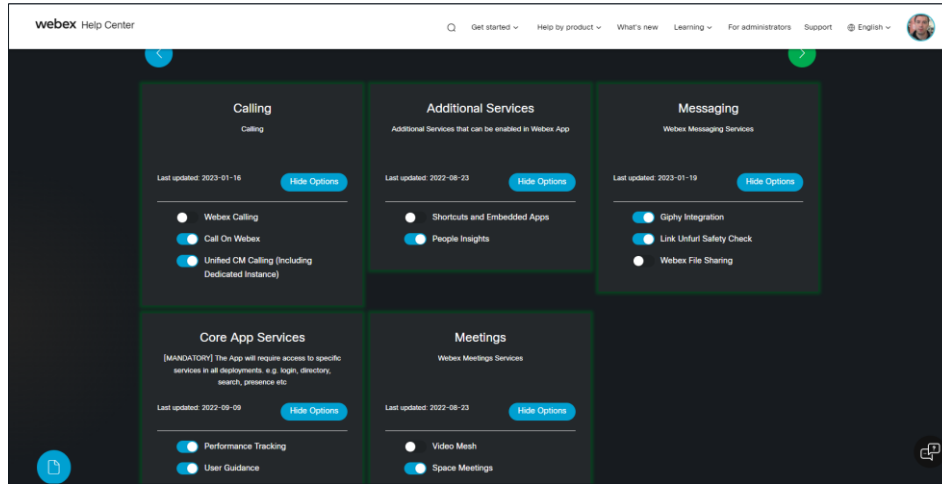 webex Help Center
Get started
Help by product
What's new
Learning
For administrators
Support
English
Calling
Calling
Last updated: 2023-01-16
Hide Options
Webex Calling
Call On Webex
Unified CM Calling (Including
Dedicated Instance)
Additional Services
Additional Services that can be enabled in Webex App
Last updated: 2022-08-23
Hide Options
Shortcuts and Embedded Apps
People Insights
Messaging
Webex Messaging Services
Last updated: 2023-01-19
Hide Options
Giphy Integration
Link Unfurl Safety Check
Webex File Sharing
Core App Services
[MANDATORY] The App will require access to specific
services in all deployments. e.g. login, directory,
search, presence etc
Last updated: 2022-09-09
Hide Options
Performance Tracking
User Guidance
Meetings
Webex Meetings Services
Last updated: 2022-08-23
Hide Options
Video Mesh
Space Meetings